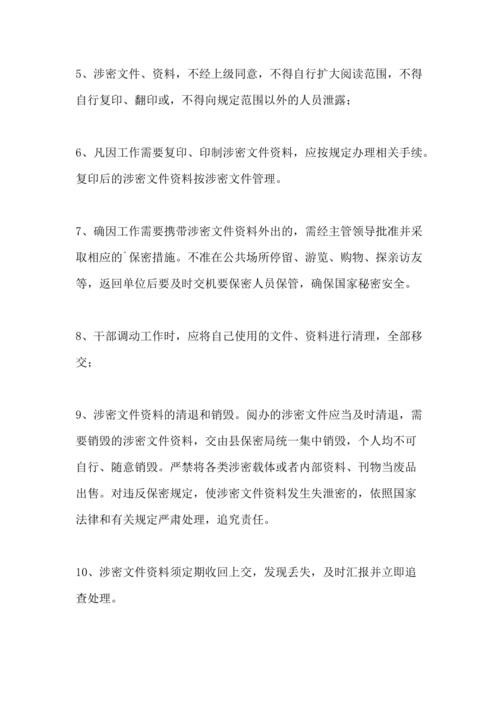 5、涉密文件、资料，不经上级同意，不得自行扩大阅读范围，不得
自行复印、翻印或，不得向规定范围以外的人员泄露；
6、凡因工作需要复印、印制涉密文件资料，应按规定办理相关手续。
复印后的涉密文件资料按涉密文件管理。
7、确因工作需要携带涉密文件资料外出的，需经主管领导批准并采
取相应的`保密措施。不准在公共场所停留、游览、购物、探亲访友
等，返回单位后要及时交机要保密人员保管，确保国家秘密安全。
8、干部调动工作时，应将自己使用的文件、资料进行清理，全部移
交；
9、涉密文件资料的清退和销毁。阅办的涉密文件应当及时清退，需
要销毁的涉密文件资料，交由县保密局统一集中销毁，个人均不可
自行、随意销毁。严禁将各类涉密载体或者内部资料、刊物当废品
出售。对违反保密规定，使涉密文件资料发生失泄密的，依照国家
法律和有关规定严肃处理，追究责任。
10、涉密文件资料须定期收回上交，发现丢失，及时汇报并立即追
查处理。